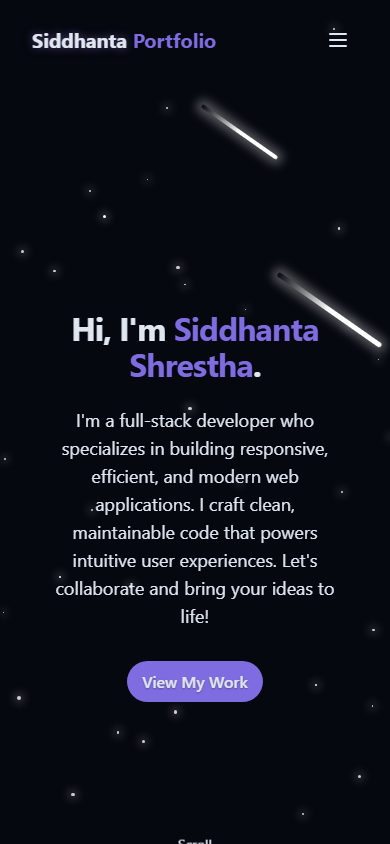 Siddhanta Portfolio
Hi, I'm Siddhanta
Shrestha.
I'm a full-stack developer who
specializes in building responsive,
efficient, and modern web
applications. I craft clean,
maintainable code that powers
intuitive user experiences. Let's
collaborate and bring your ideas to
life!
View My Work
Scroll